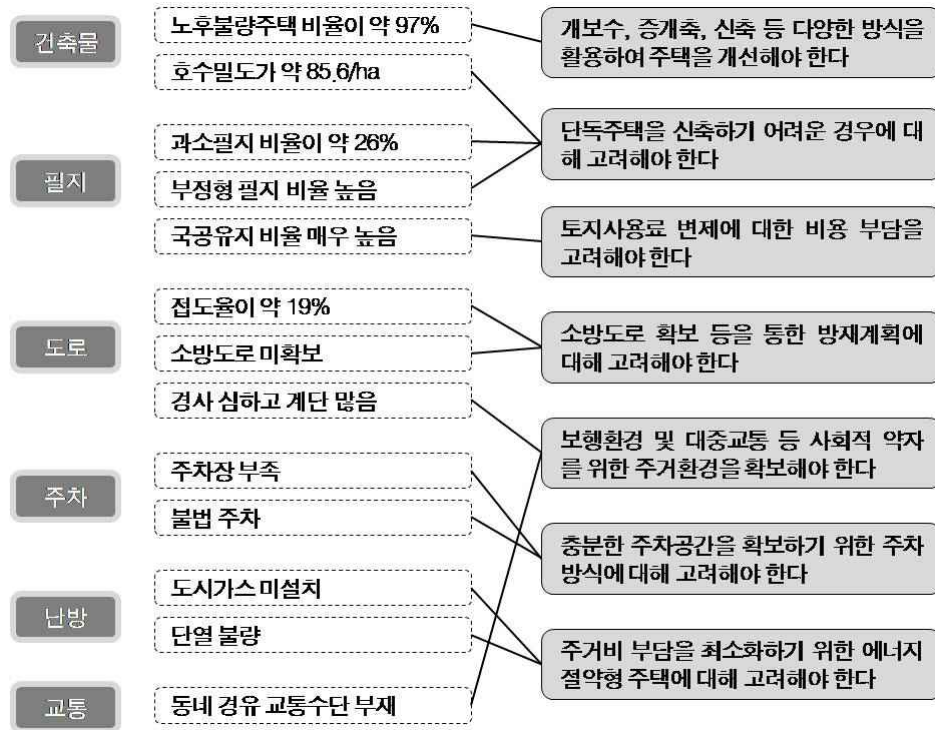 건축물
노후불량주택 비율이 약 97%
호수밀도가 약 85.6/ha
필지
과소필지 비율이 약 26%
부정형 필지 비율 높음
국공유지 비율 매우 높음
도로
접도율이 약 19%
소방도로 미확보
경사 심하고 계단 많음
주차
주차장 부족
불법 주차
난방
도시가스 미설치
단열 불량
교통
동네 경유 교통수단 부재
개보수, 증개축, 신축 등 다양한 방식을
활용하여 주택을 개선해야 한다
단독주택을 신축하기 어려운 경우에 대
해 고려해야 한다
토지사용료 변제에 대한 비용 부담을
고려해야 한다
소방도로 확보 등을 통한 방재계획에
대해 고려해야 한다
보행환경 및 대중교통 등 사회적 약자
를 위한 주거환경을 확보해야 한다
충분한 주차공간을 확보하기 위한 주차
방식에 대해 고려해야 한다
주거비 부담을 최소화하기 위한 에너지
절약형 주택에 대해 고려해야 한다